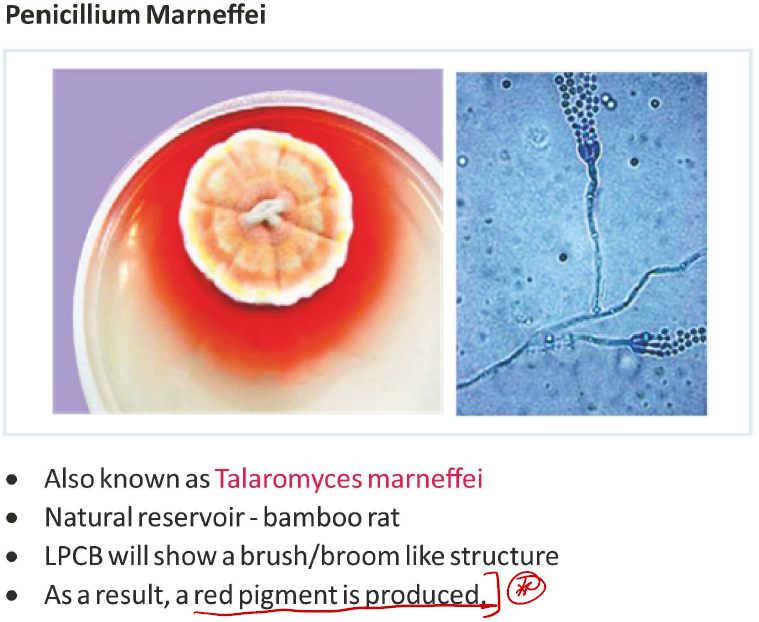 Penicillium Marneffei
• Also known as Talaromyces marneffei
• Natural reservoir - bamboo rat
• LPCB will show a brush/broom like structure
• As a result, a red pigment is produced.